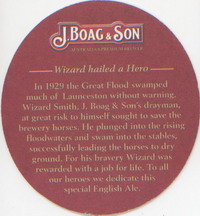 J. BOAG & SON
Wizard hailed a Hero
In 1929 the Great Flood swamped
much of Launceston without warning.
Wizard Smith, J. Boag & Son's drayman,
at great risk to himself sought to save the
brewery horses. He plunged into the rising
floodwaters and swam into the stables,
successfully leading the horses to dry
ground. For his bravery Wizard was
rewarded with a job for life. To all
our heroes we dedicate this
special English Ale.